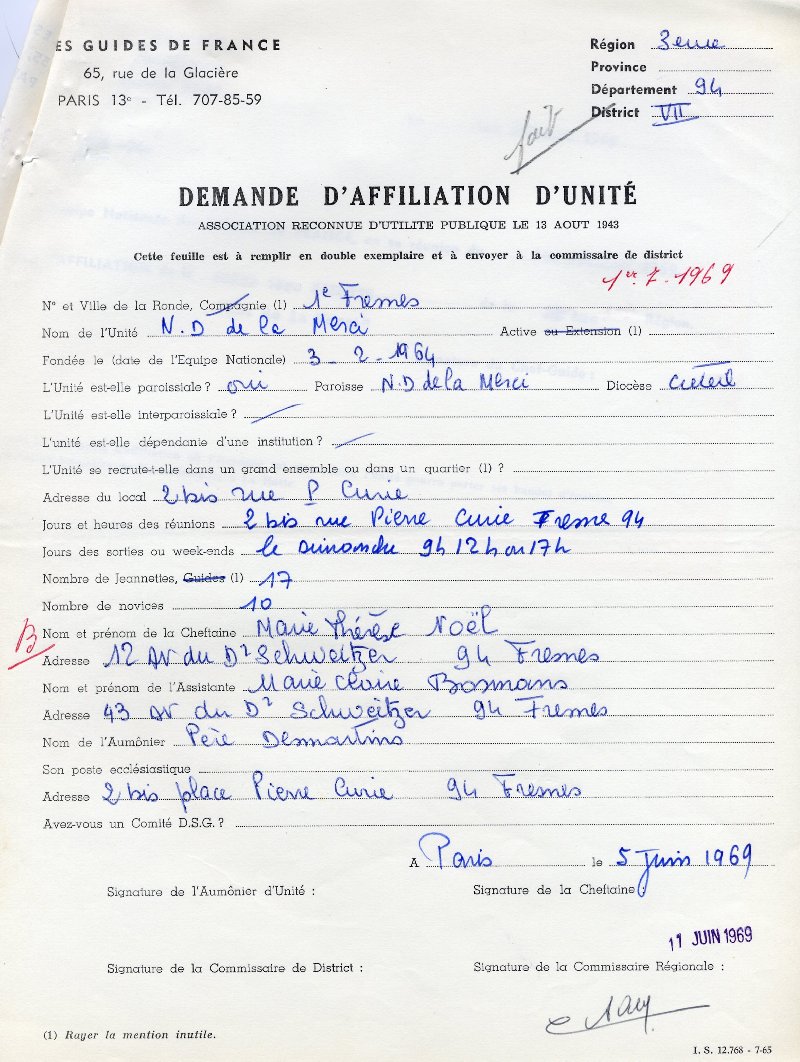 ES GUIDES DE FRANCE
65, rue de la Glacière
PARIS 13e - Tél. 707-85-59
Région 3eme
Province
Département 94
District VII
fait
DEMANDE D'AFFILIATION D'UNITÉ
ASSOCIATION RECONNUE D'UTILITE PUBLIQUE LE 13 AOUT 1943
Cette feuille est à remplir en double exemplaire et à envoyer à la commissaire de district
1er. 7. 1969
N° et Ville de la Ronde, Compagnie (1) 1e Fresnes
Nom de l'Unité N.D de la Merci Active ou Extension (1)
Fondée le (date de l'Equipe Nationale) 3 - 2 - 1964
L'Unité est-elle paroissiale ? oui Paroisse N.D de la Merci Diocèse Créteil
L'Unité est-elle interparoissiale ?
L'unité est-elle dépendante d'une institution ?
L'Unité se recrute-t-elle dans un grand ensemble ou dans un quartier (1) ?
Adresse du local 2 bis rue P Curie
Jours et heures des réunions 2 bis rue Pierre Curie Fresne 94
Jours des sorties ou week-ends le dimanche 9h 12h ou 17h
Nombre de Jeannettes, Guides (1) 17
Nombre de novices 10
B Nom et prénom de la Cheftaine Marie Thérèse Noël
Adresse 12 Av du Dr Schweitzer 94 Fresnes
Nom et prénom de l'Assistante Marie Claire Bosmans
Adresse 43 av du Dr Schweitzer 94 Fresnes
Nom de l'Aumônier Père Desmartins
Son poste ecclésiastique
Adresse 2 bis place Pierre Curie 94 Fresnes
Avez-vous un Comité D.S.G. ?
A Paris le 5 Juin 1969
Signature de l'Aumônier d'Unité : Signature de la Cheftaine :
11 JUIN 1969
Signature de la Commissaire de District : Signature de la Commissaire Régionale :
(1) Rayer la mention inutile.
I. S. 12.768 - 7-65